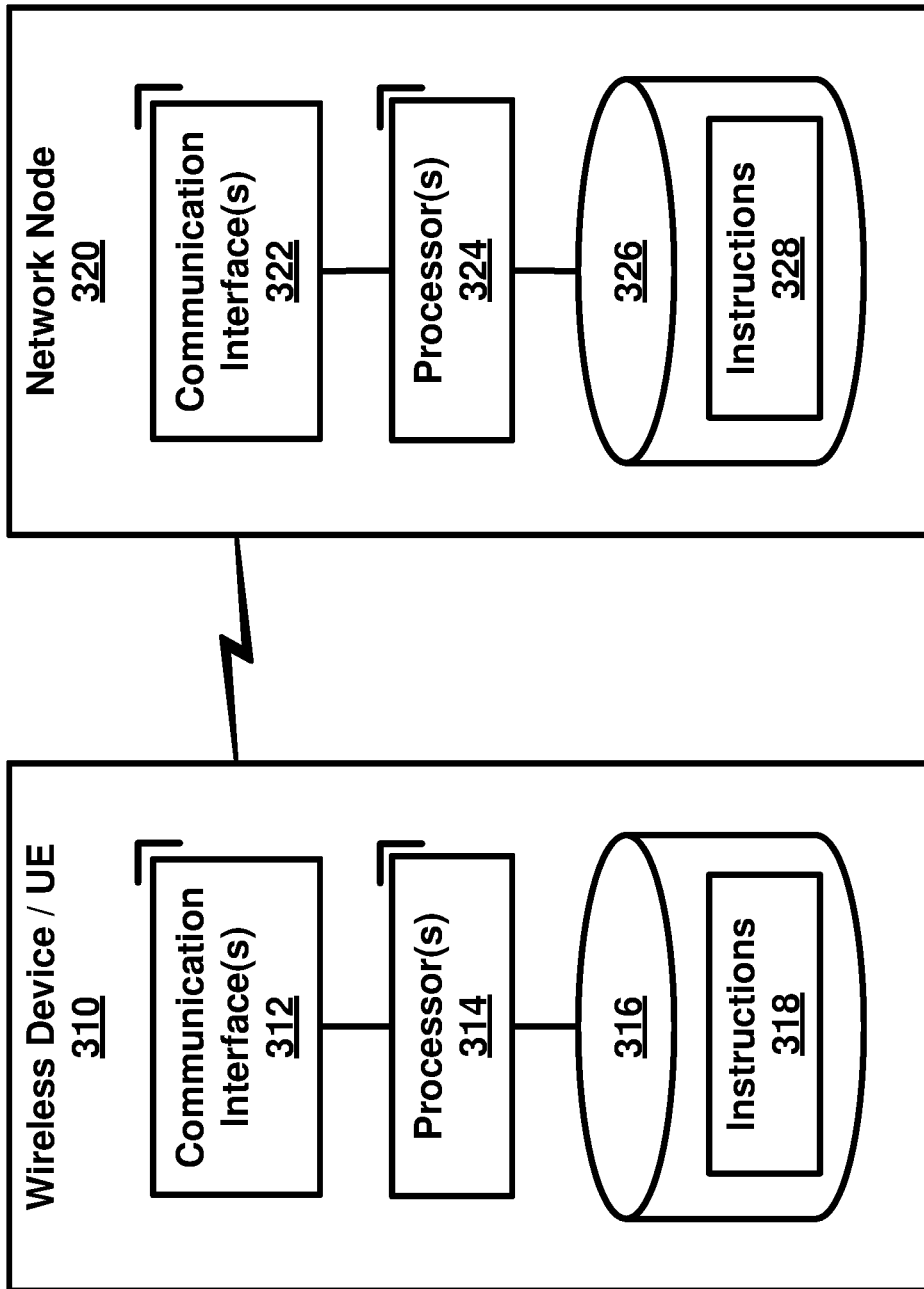 Wireless Device / UE
310
Communication
Interface(s)
312
Processor(s)
314
316
Instructions
318
Network Node
320
Communication
Interface(s)
322
Processor(s)
324
326
Instructions
328